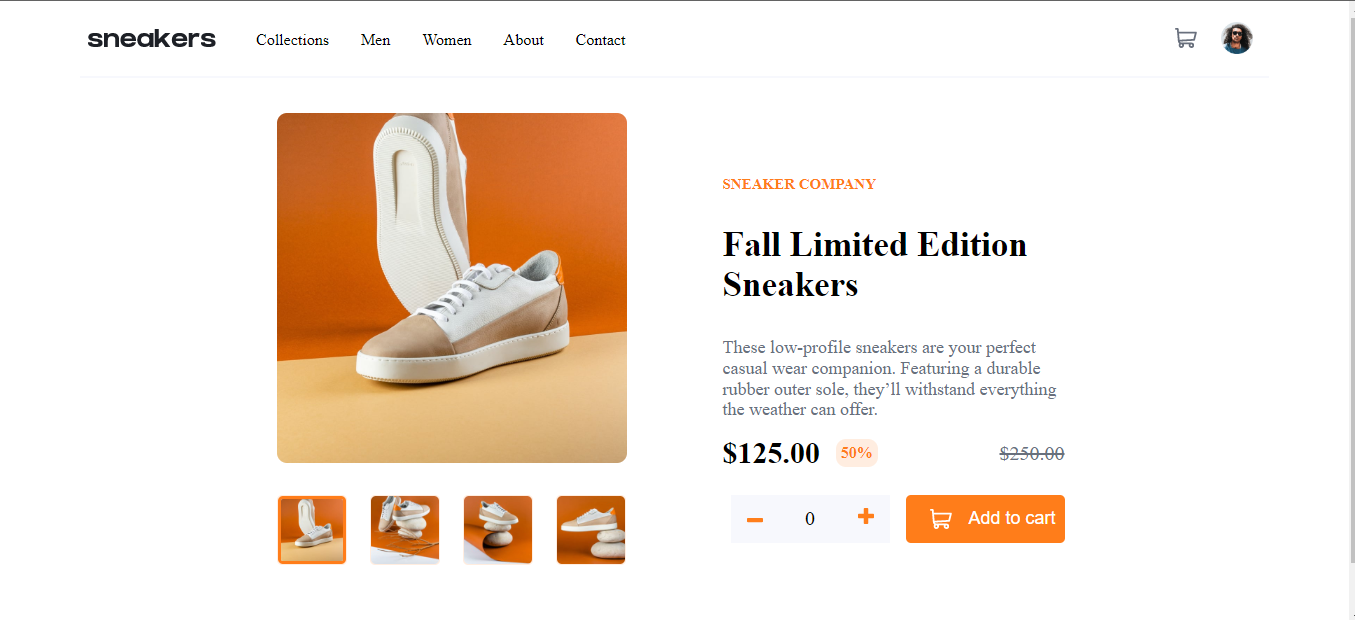 sneakers
Collections Men Women About Contact
SNEAKER COMPANY
Fall Limited Edition
Sneakers
These low-profile sneakers are your perfect
casual wear companion. Featuring a durable
rubber outer sole, they’ll withstand everything
the weather can offer.
$125.00 50% $250.00
0 Add to cart